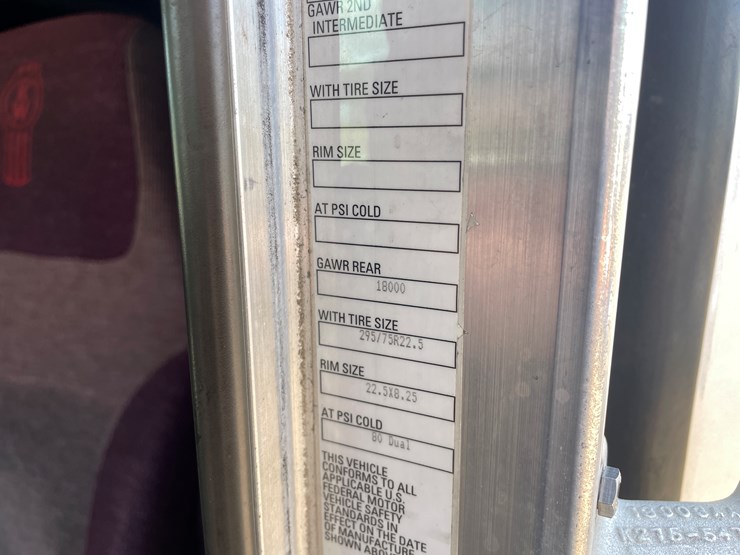 GAWR 2ND
INTERMEDIATE
WITH TIRE SIZE
RIM SIZE
AT PSI COLD
GAWR REAR
18000
WITH TIRE SIZE
295/75R22.5
RIM SIZE
22.5X8.25
AT PSI COLD
80 Dual
THIS VEHICLE
CONFORMS TO ALL
APPLICABLE U.S.
FEDERAL MOTOR
VEHICLE SAFETY
STANDARDS IN
EFFECT ON THE DATE
OF MANUFACTURE
SHOWN ABOVE